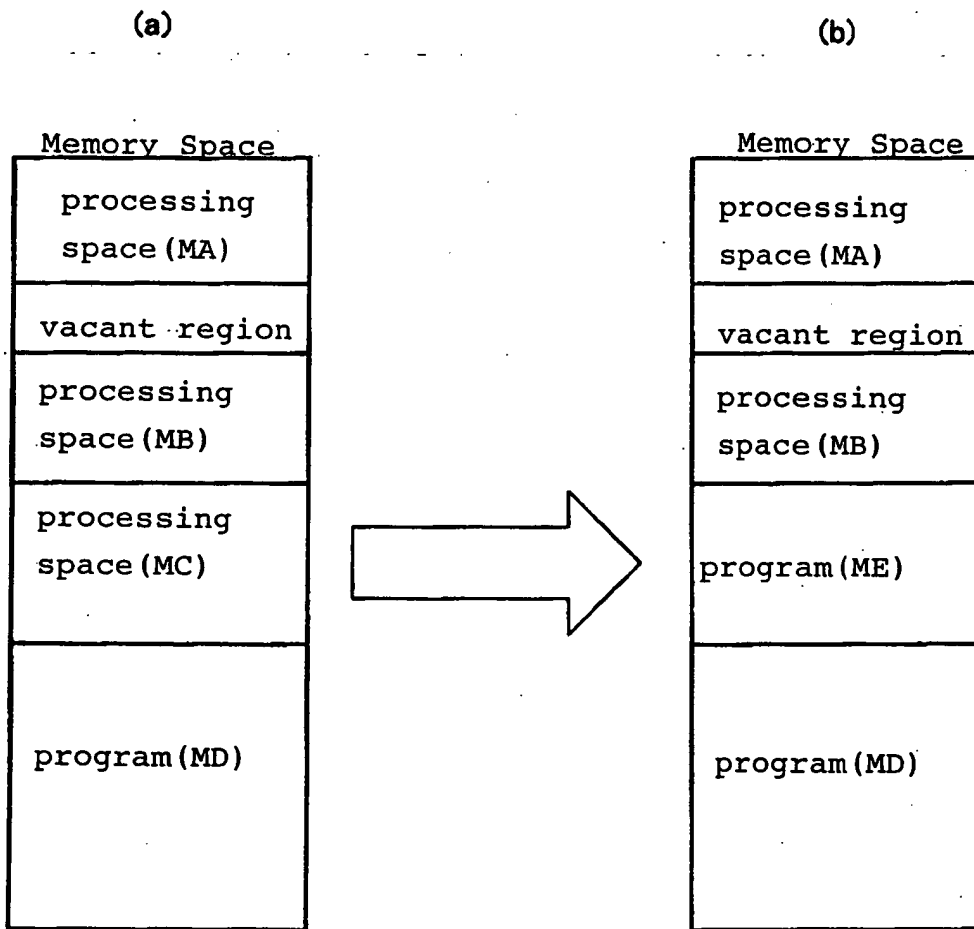 (a)
Memory Space
processing
space(MA)
vacant region
processing
space(MB)
processing
space(MC)
program(MD)
(b)
Memory Space
processing
space(MA)
vacant region
processing
space(MB)
program(ME)
program(MD)